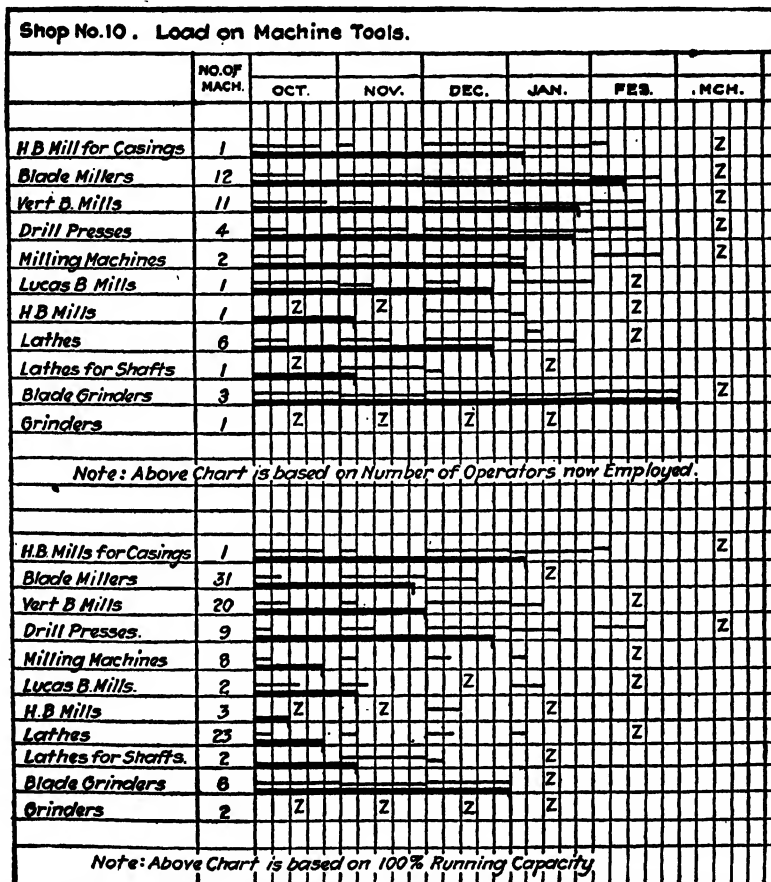 Shop No.10. Load on Machine Tools.
NO.OF MACH. OCT. NOV. DEC. JAN. FEB. MCH.
H B Mill for Casings 1 Z
Blade Millers 12 Z
Vert B. Mills 11 Z
Drill Presses 4 Z
Milling Machines 2 Z
Lucas B Mills 1 Z
H B Mills 1 Z Z Z
Lathes 6 Z
Lathes for Shafts 1 Z Z
Blade Grinders 3 Z
Grinders 1 Z Z Z Z
Note: Above Chart is based on Number of Operators now Employed.
H.B. Mills for Casings 1 Z
Blade Millers 31 Z
Vert B Mills 20 Z
Drill Presses. 9 Z
Milling Machines 8 Z
Lucas B. Mills. 2 Z Z
H.B Mills 3 Z Z Z
Lathes 23 Z
Lathes for Shafts. 2 Z
Blade Grinders 6 Z
Grinders 2 Z Z Z Z
Note: Above Chart is based on 100% Running Capacity